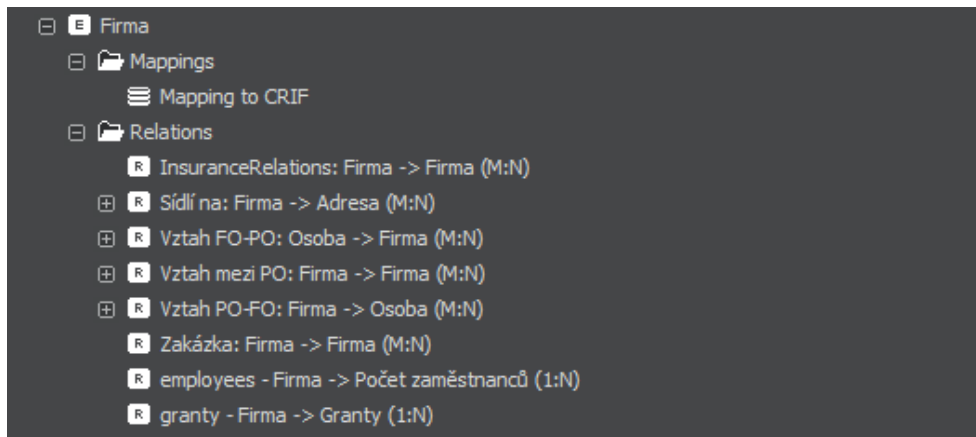 E Firma
Mappings
Mapping to CRIF
Relations
R InsuranceRelations: Firma -> Firma (M:N)
R Sídlí na: Firma -> Adresa (M:N)
R Vztah FO-PO: Osoba -> Firma (M:N)
R Vztah mezi PO: Firma -> Firma (M:N)
R Vztah PO-FO: Firma -> Osoba (M:N)
R Zakázka: Firma -> Firma (M:N)
R employees - Firma -> Počet zaměstnanců (1:N)
R granty - Firma -> Granty (1:N)